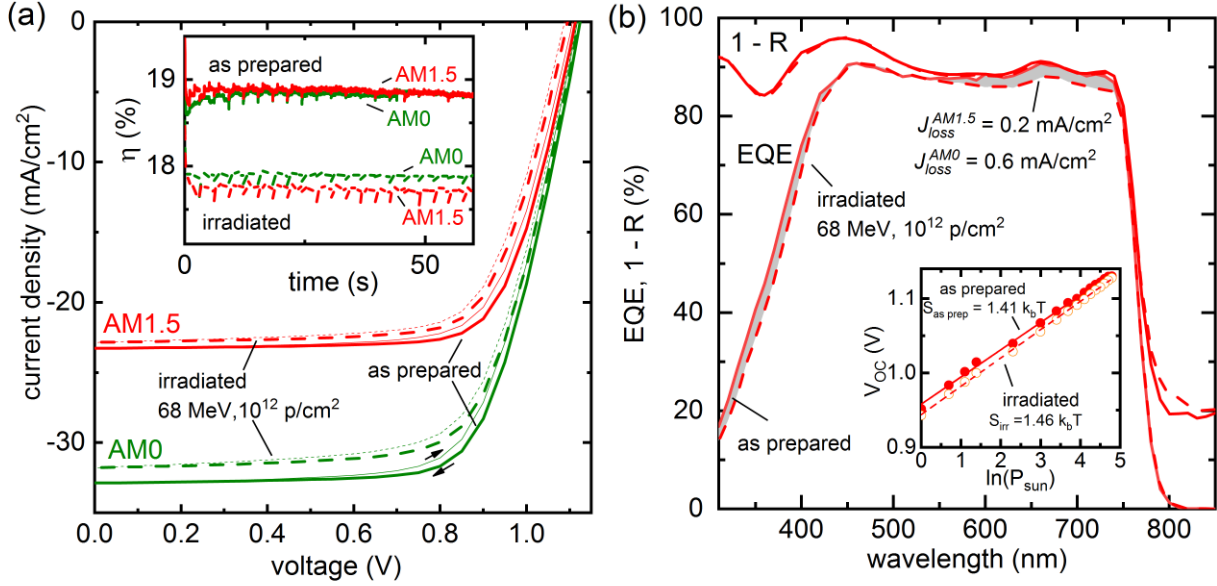 (a)
0
-10
-20
-30
current density (mA/cm²)
0.0 0.2 0.4 0.6 0.8 1.0
voltage (V)
19
18
η (%)
0 50
time (s)
as prepared
AM1.5
AM0
AM0
irradiated
AM1.5
AM1.5
irradiated
68 MeV,10¹² p/cm²
as prepared
AM0
(b)
100
80
60
40
20
0
EQE, 1 - R (%)
400 500 600 700 800
wavelength (nm)
1 - R
J_loss^AM1.5 = 0.2 mA/cm²
J_loss^AM0 = 0.6 mA/cm²
EQE
irradiated
68 MeV, 10¹² p/cm²
as prepared
1.1
1.0
0.9
V_OC (V)
0 1 2 3 4 5
ln(P_sun)
as prepared
S_as prep = 1.41 k_bT
irradiated
S_irr =1.46 k_bT